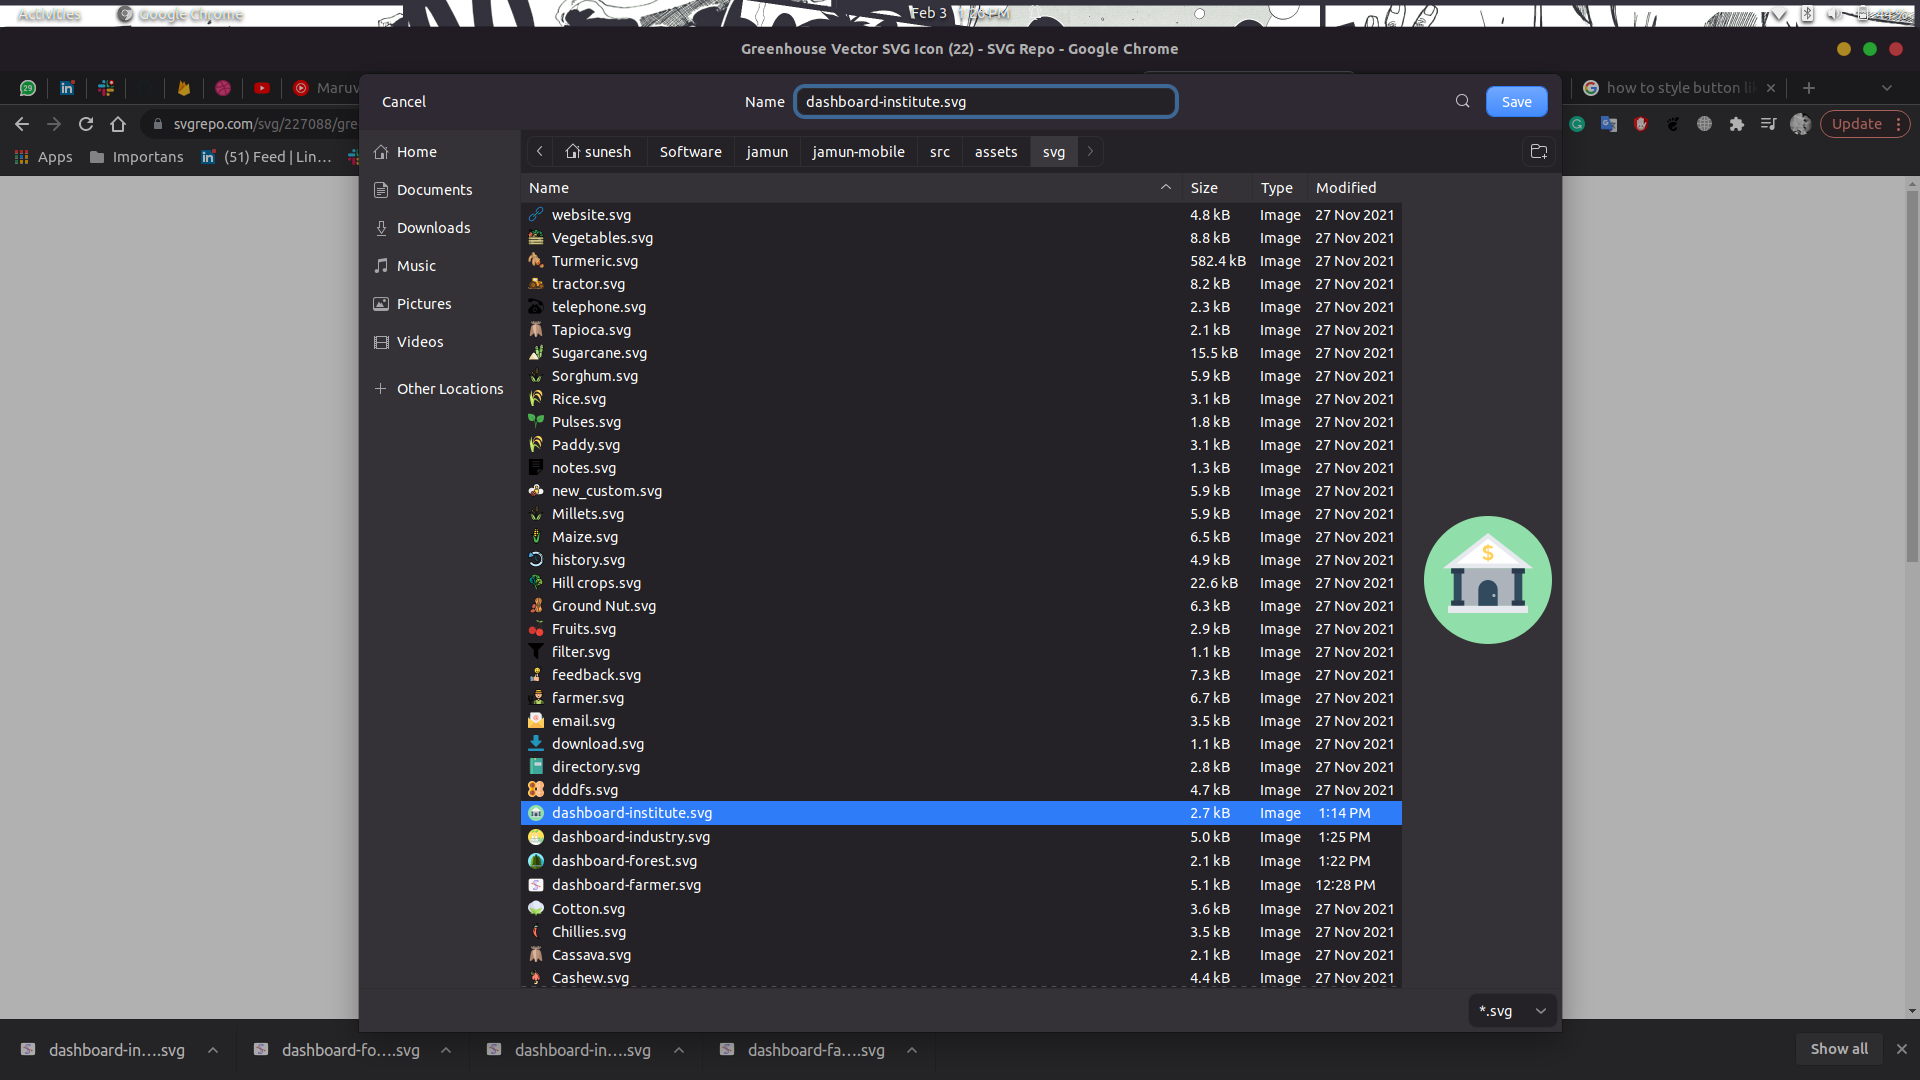 Activities Google Chrome Feb 3 1:26 PM
Greenhouse Vector SVG Icon (22) - SVG Repo - Google Chrome
Maruv how to style button li
Cancel Name dashboard-institute.svg Save
svgrepo.com/svg/227088/gre Update
Apps Importans (51) Feed | Lin…
Home
Documents
Downloads
Music
Pictures
Videos
Other Locations
sunesh Software jamun jamun-mobile src assets svg
Name Size Type Modified
website.svg 4.8 kB Image 27 Nov 2021
Vegetables.svg 8.8 kB Image 27 Nov 2021
Turmeric.svg 582.4 kB Image 27 Nov 2021
tractor.svg 8.2 kB Image 27 Nov 2021
telephone.svg 2.3 kB Image 27 Nov 2021
Tapioca.svg 2.1 kB Image 27 Nov 2021
Sugarcane.svg 15.5 kB Image 27 Nov 2021
Sorghum.svg 5.9 kB Image 27 Nov 2021
Rice.svg 3.1 kB Image 27 Nov 2021
Pulses.svg 1.8 kB Image 27 Nov 2021
Paddy.svg 3.1 kB Image 27 Nov 2021
notes.svg 1.3 kB Image 27 Nov 2021
new_custom.svg 5.9 kB Image 27 Nov 2021
Millets.svg 5.9 kB Image 27 Nov 2021
Maize.svg 6.5 kB Image 27 Nov 2021
history.svg 4.9 kB Image 27 Nov 2021
Hill crops.svg 22.6 kB Image 27 Nov 2021
Ground Nut.svg 6.3 kB Image 27 Nov 2021
Fruits.svg 2.9 kB Image 27 Nov 2021
filter.svg 1.1 kB Image 27 Nov 2021
feedback.svg 7.3 kB Image 27 Nov 2021
farmer.svg 6.7 kB Image 27 Nov 2021
email.svg 3.5 kB Image 27 Nov 2021
download.svg 1.1 kB Image 27 Nov 2021
directory.svg 2.8 kB Image 27 Nov 2021
dddfs.svg 4.7 kB Image 27 Nov 2021
dashboard-institute.svg 2.7 kB Image 1:14 PM
dashboard-industry.svg 5.0 kB Image 1:25 PM
dashboard-forest.svg 2.1 kB Image 1:22 PM
dashboard-farmer.svg 5.1 kB Image 12:28 PM
Cotton.svg 3.6 kB Image 27 Nov 2021
Chillies.svg 3.5 kB Image 27 Nov 2021
Cassava.svg 2.1 kB Image 27 Nov 2021
Cashew.svg 4.4 kB Image 27 Nov 2021
$
*.svg
dashboard-in….svg dashboard-fo….svg dashboard-in….svg dashboard-fa….svg Show all